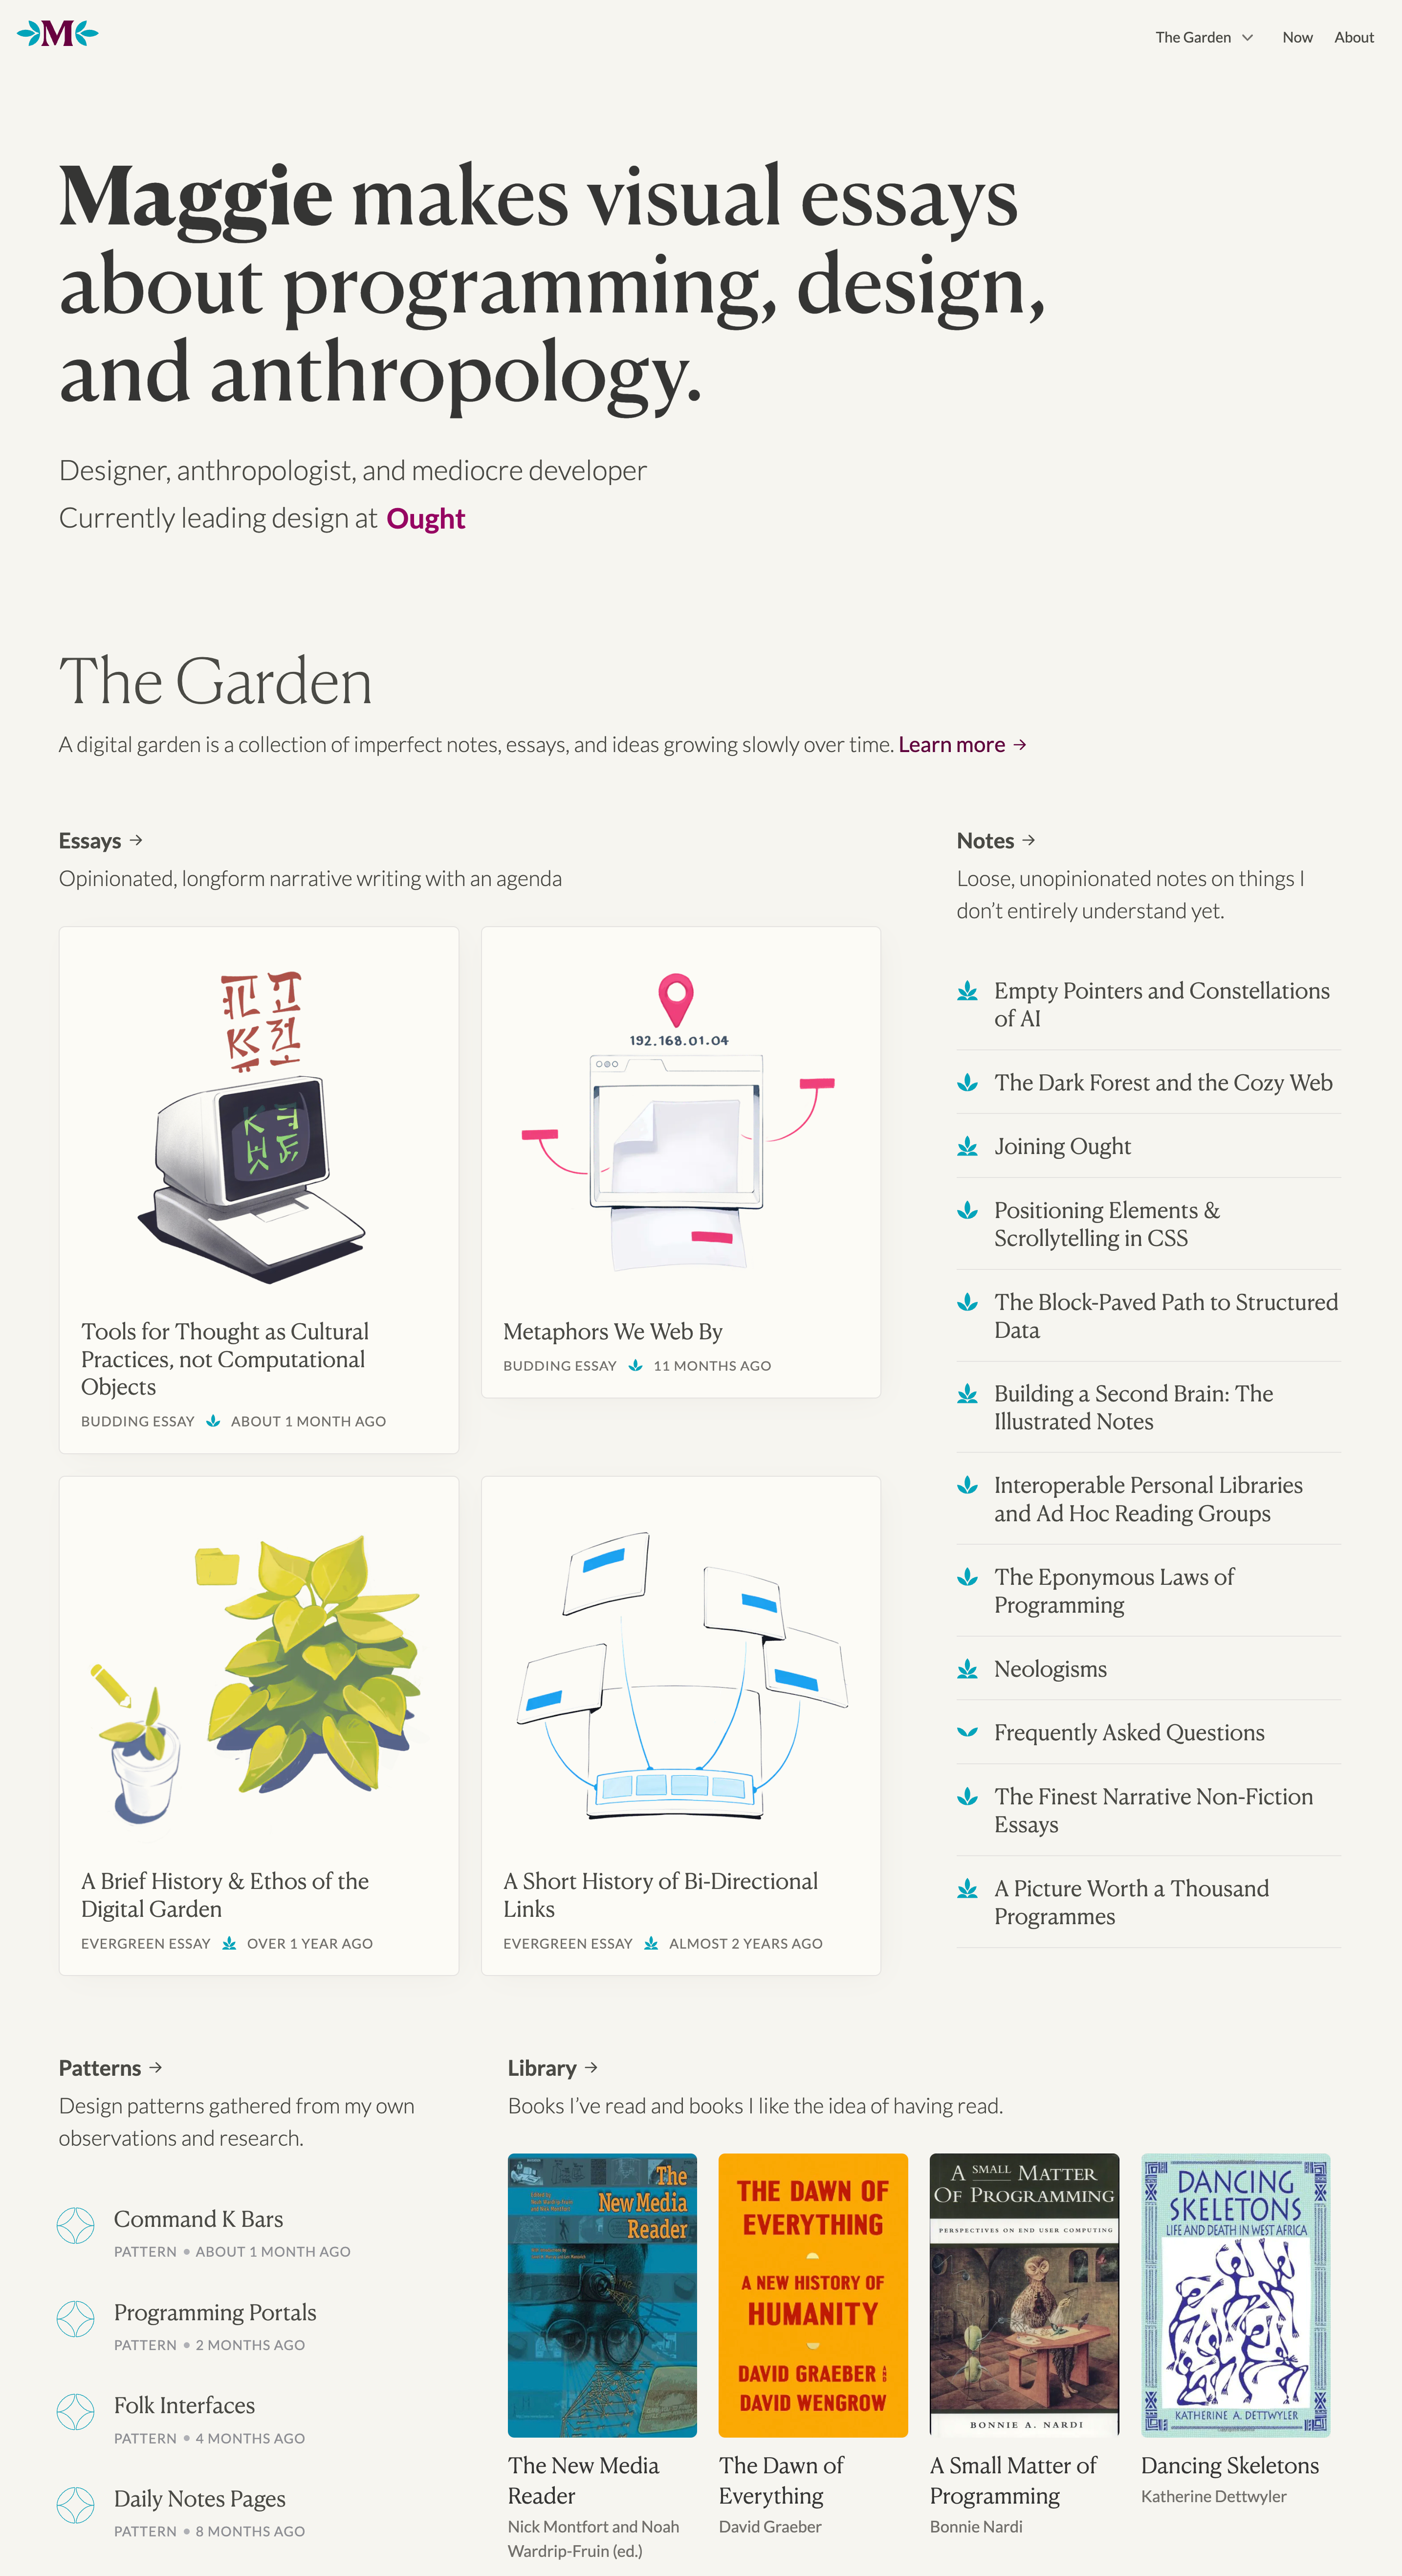 M
The Garden
Now
About
Maggie makes visual essays
about programming, design,
and anthropology.
Designer, anthropologist, and mediocre developer
Currently leading design at Ought
The Garden
A digital garden is a collection of imperfect notes, essays, and ideas growing slowly over time. Learn more →
Essays →
Opinionated, longform narrative writing with an agenda
192.168.01.04
Tools for Thought as Cultural
Practices, not Computational
Objects
BUDDING ESSAY
ABOUT 1 MONTH AGO
Metaphors We Web By
BUDDING ESSAY
11 MONTHS AGO
A Brief History & Ethos of the
Digital Garden
EVERGREEN ESSAY
OVER 1 YEAR AGO
A Short History of Bi-Directional
Links
EVERGREEN ESSAY
ALMOST 2 YEARS AGO
Notes →
Loose, unopinionated notes on things I
don’t entirely understand yet.
Empty Pointers and Constellations
of AI
The Dark Forest and the Cozy Web
Joining Ought
Positioning Elements &
Scrollytelling in CSS
The Block-Paved Path to Structured
Data
Building a Second Brain: The
Illustrated Notes
Interoperable Personal Libraries
and Ad Hoc Reading Groups
The Eponymous Laws of
Programming
Neologisms
Frequently Asked Questions
The Finest Narrative Non-Fiction
Essays
A Picture Worth a Thousand
Programmes
Patterns →
Design patterns gathered from my own
observations and research.
Command K Bars
PATTERN • ABOUT 1 MONTH AGO
Programming Portals
PATTERN • 2 MONTHS AGO
Folk Interfaces
PATTERN • 4 MONTHS AGO
Daily Notes Pages
PATTERN • 8 MONTHS AGO
Library →
Books I’ve read and books I like the idea of having read.
The
New Media
Reader
The New Media
Reader
Nick Montfort and Noah
Wardrip-Fruin (ed.)
THE DAWN OF
EVERYTHING
A NEW HISTORY OF
HUMANITY
DAVID GRAEBER AND
DAVID WENGROW
The Dawn of
Everything
David Graeber
A SMALL MATTER
OF PROGRAMMING
PERSPECTIVES ON END USER COMPUTING
BONNIE A. NARDI
A Small Matter of
Programming
Bonnie Nardi
DANCING
SKELETONS
LIFE AND DEATH IN WEST AFRICA
KATHERINE A. DETTWYLER
Dancing Skeletons
Katherine Dettwyler